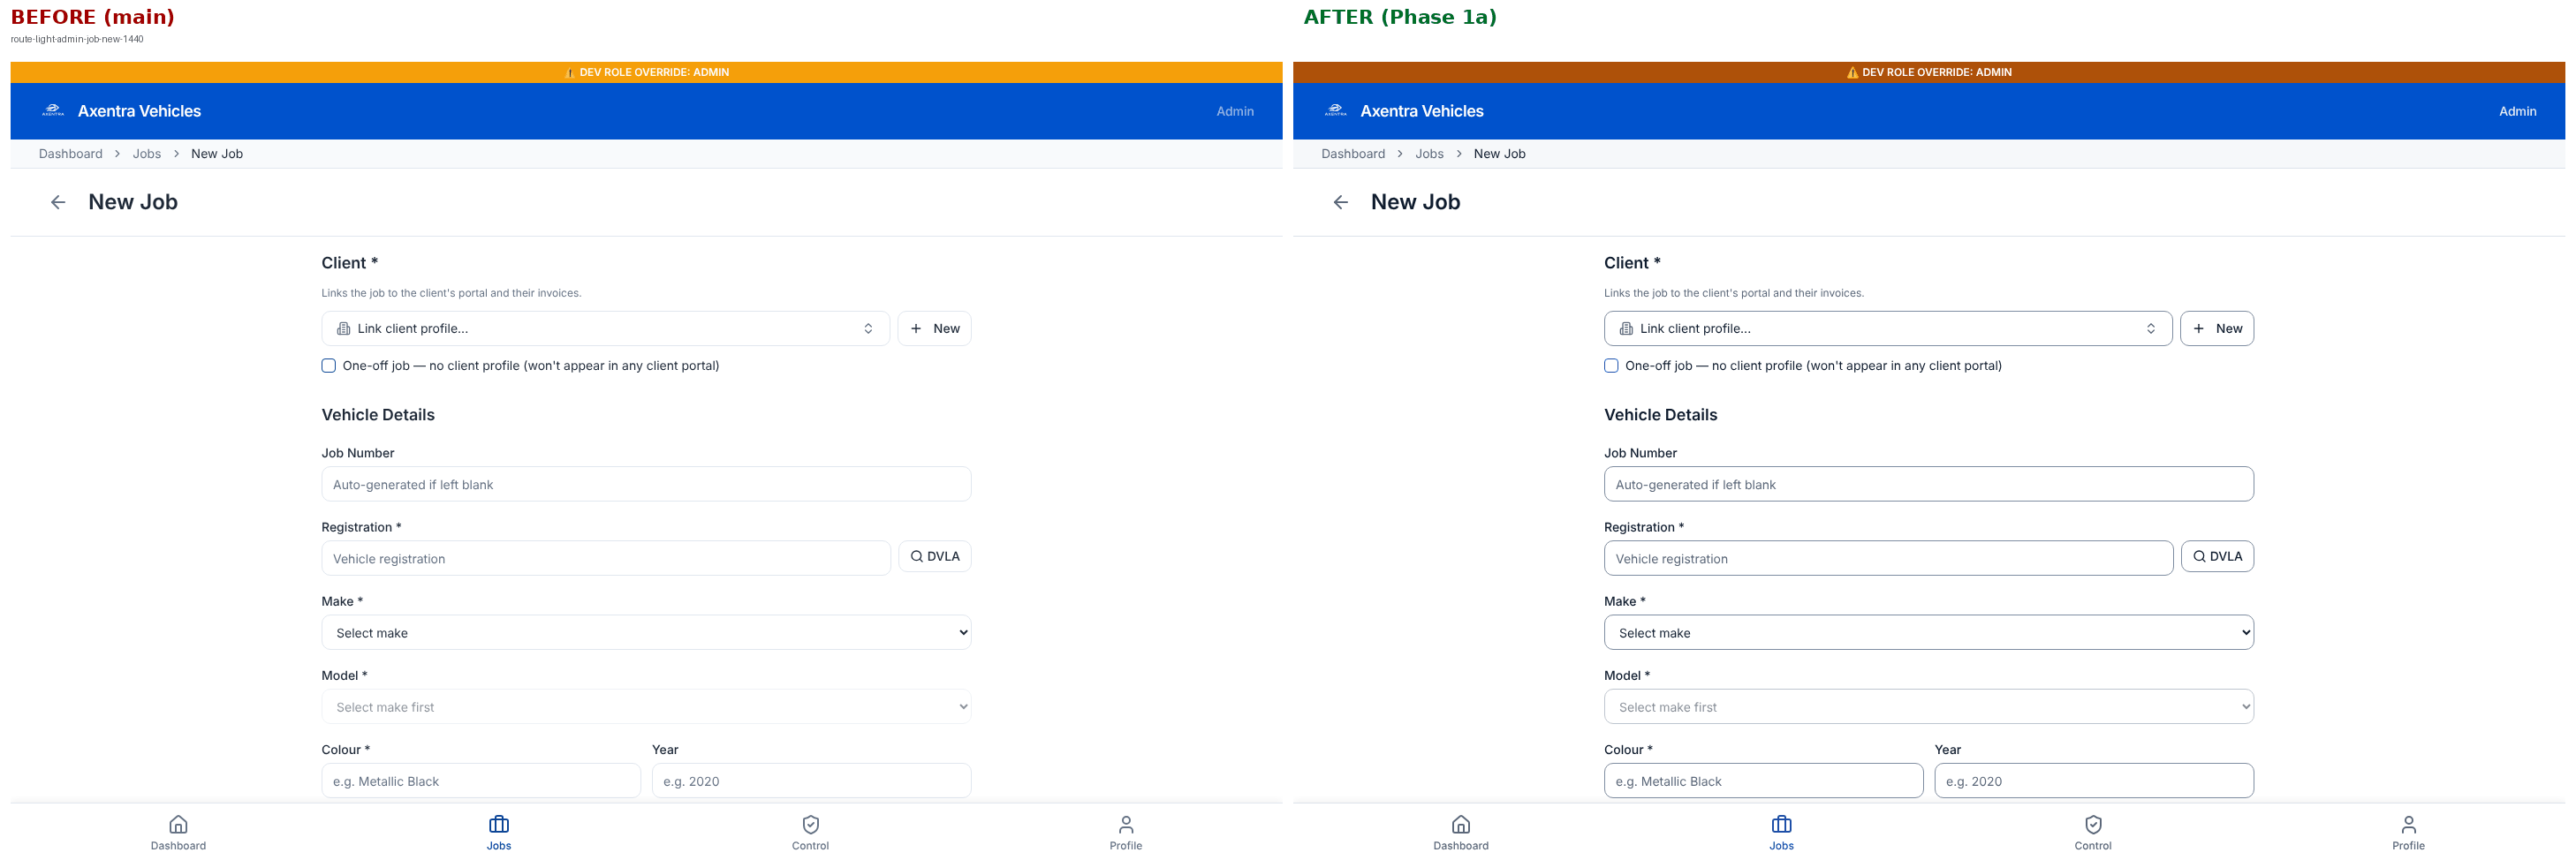 BEFORE (main)
route-light-admin-job-new-1440
⚠️ DEV ROLE OVERRIDE: ADMIN
AXENTRA Axentra Vehicles Admin
Dashboard > Jobs > New Job
← New Job
Client *
Links the job to the client's portal and their invoices.
Link client profile... + New
One-off job — no client profile (won't appear in any client portal)
Vehicle Details
Job Number
Auto-generated if left blank
Registration *
Vehicle registration DVLA
Make *
Select make
Model *
Select make first
Colour * Year
e.g. Metallic Black e.g. 2020
Dashboard Jobs Control Profile
AFTER (Phase 1a)
⚠️ DEV ROLE OVERRIDE: ADMIN
AXENTRA Axentra Vehicles Admin
Dashboard > Jobs > New Job
← New Job
Client *
Links the job to the client's portal and their invoices.
Link client profile... + New
One-off job — no client profile (won't appear in any client portal)
Vehicle Details
Job Number
Auto-generated if left blank
Registration *
Vehicle registration DVLA
Make *
Select make
Model *
Select make first
Colour * Year
e.g. Metallic Black e.g. 2020
Dashboard Jobs Control Profile